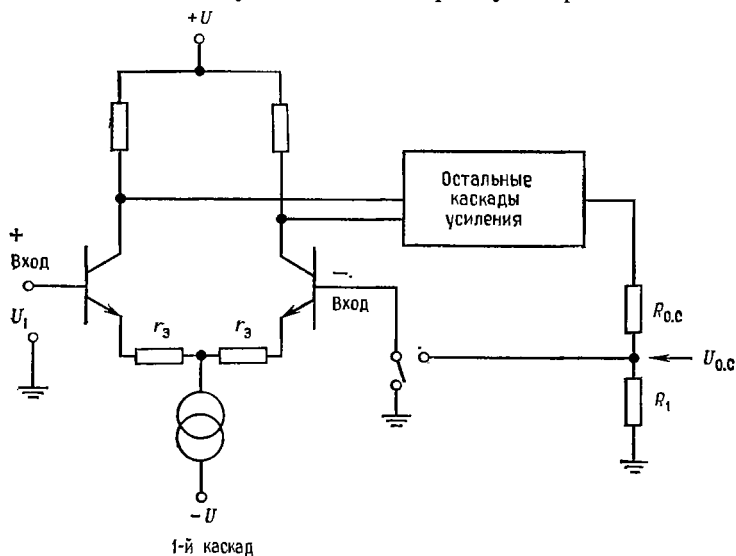 +U
Остальные
каскады
усиления
+
Вход
U₁
−
Вход
rэ
rэ
Rо.с
Uо.с
R₁
−U
1-й каскад